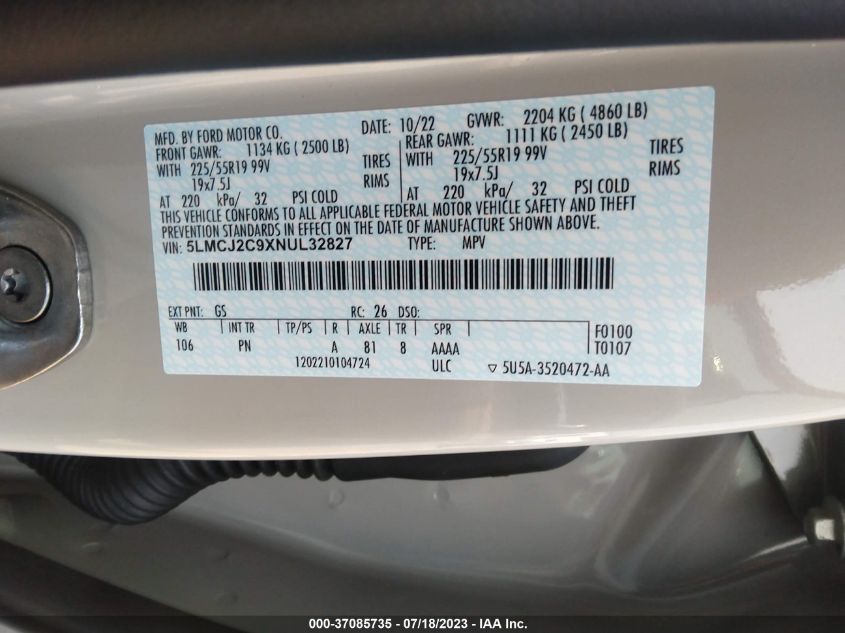 MFD. BY FORD MOTOR CO. DATE: 10/22 GVWR: 2204 KG ( 4860 LB)
FRONT GAWR: 1134 KG ( 2500 LB) REAR GAWR: 1111 KG ( 2450 LB)
WITH 225/55R19 99V TIRES WITH 225/55R19 99V TIRES
19x7.5J RIMS 19x7.5J RIMS
AT 220 kPa/ 32 PSI COLD AT 220 kPa/ 32 PSI COLD
THIS VEHICLE CONFORMS TO ALL APPLICABLE FEDERAL MOTOR VEHICLE SAFETY AND THEFT
PREVENTION STANDARDS IN EFFECT ON THE DATE OF MANUFACTURE SHOWN ABOVE.
VIN: 5LMCJ2C9XNUL32827 TYPE: MPV
EXT PNT: GS RC: 26 DSO:
WB INT TR TP/PS R AXLE TR SPR F0100
106 PN A 81 8 AAAA T0107
1202210104724 ULC ▽ 5U5A-3520472-AA
000-37085735 - 07/18/2023 - IAA Inc.